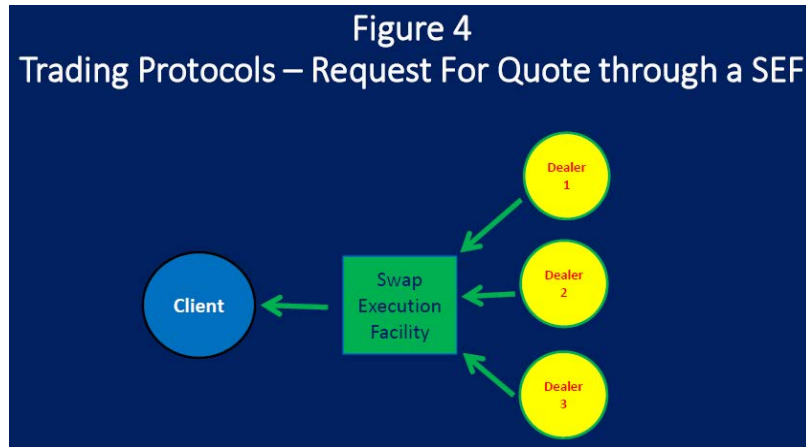 Figure 4
Trading Protocols – Request For Quote through a SEF
Dealer
1
Client
Swap
Execution
Facility
Dealer
2
Dealer
3